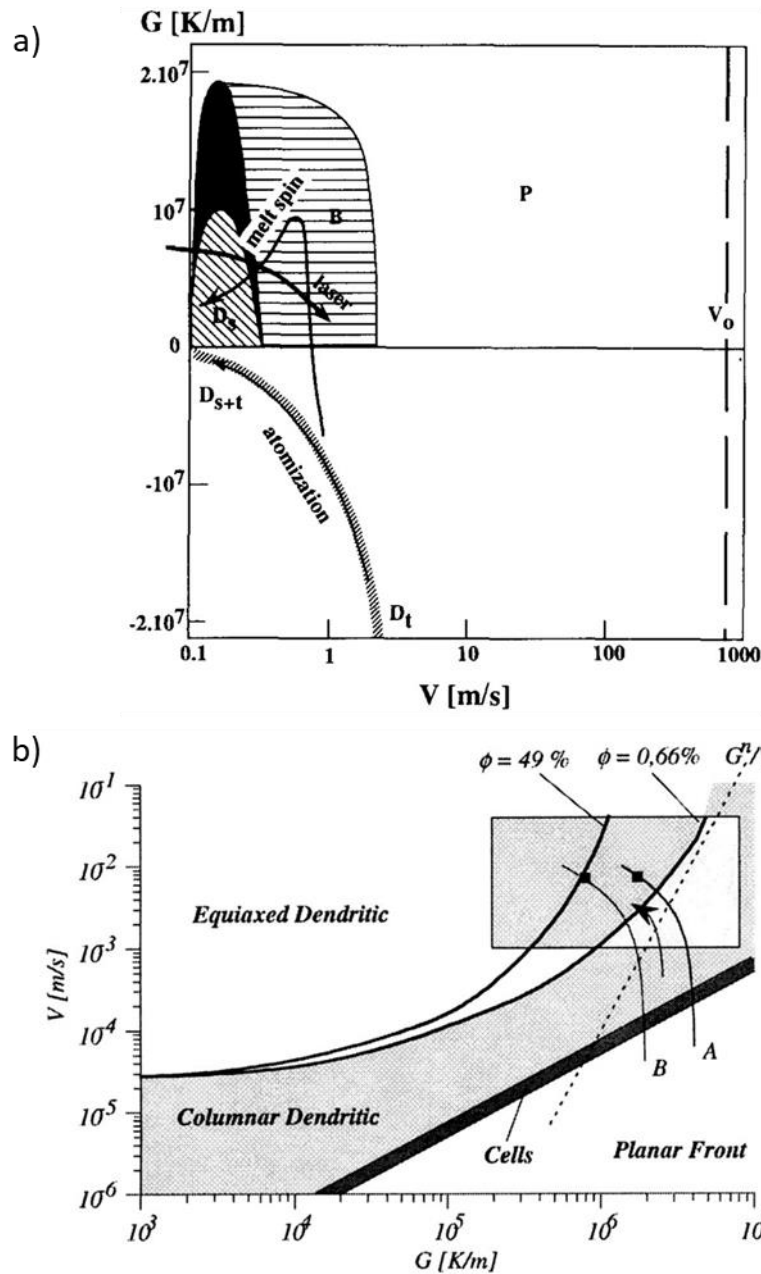 a)
G [K/m]
2.10⁷
10⁷
0
-10⁷
-2.10⁷
melt spin
B
P
laser
Dₛ
Vₒ
Dₛ₊ₜ
atomization
Dₜ
0.1 1 10 100 1000
V [m/s]
b)
ϕ = 49 % ϕ = 0,66% Gⁿ/
10¹
10²
10³
10⁴
10⁵
10⁶
V [m/s]
Equiaxed Dendritic
A
B
Columnar Dendritic
Cells
Planar Front
10³ 10⁴ 10⁵ 10⁶ 10
G [K/m]